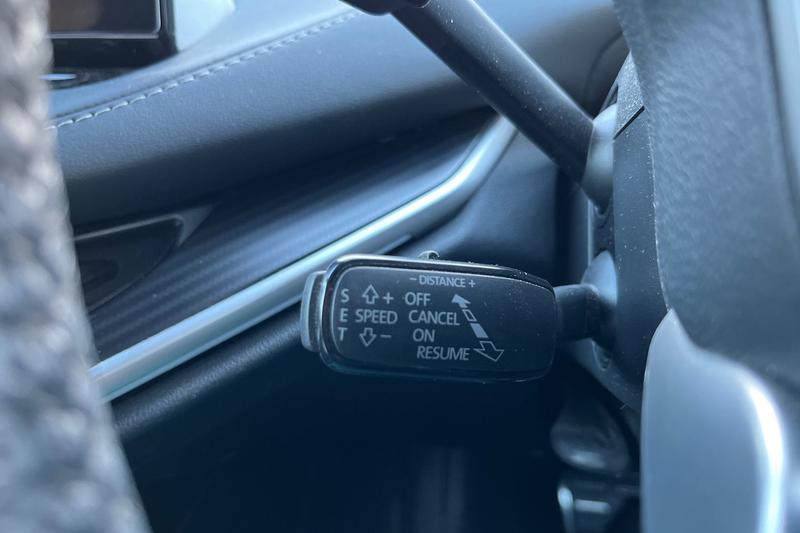 – DISTANCE +
S + OFF
E SPEED CANCEL
T – ON
RESUME